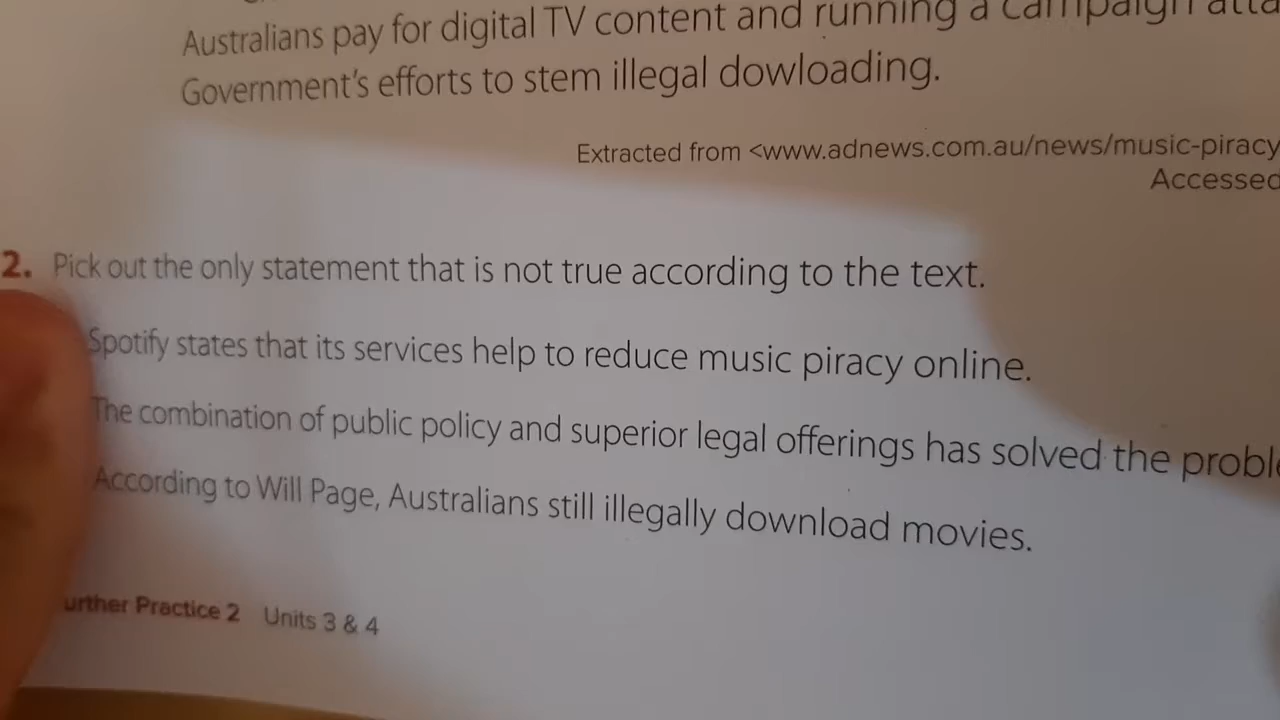 Australians pay for digital TV content and running a campaign
Government's efforts to stem illegal dowloading.
Extracted from <www.adnews.com.au/news/music-piracy
Accessed
2. Pick out the only statement that is not true according to the text.
Spotify states that its services help to reduce music piracy online.
The combination of public policy and superior legal offerings has solved the
According to Will Page, Australians still illegally download movies.
urther Practice 2 Units 3 & 4